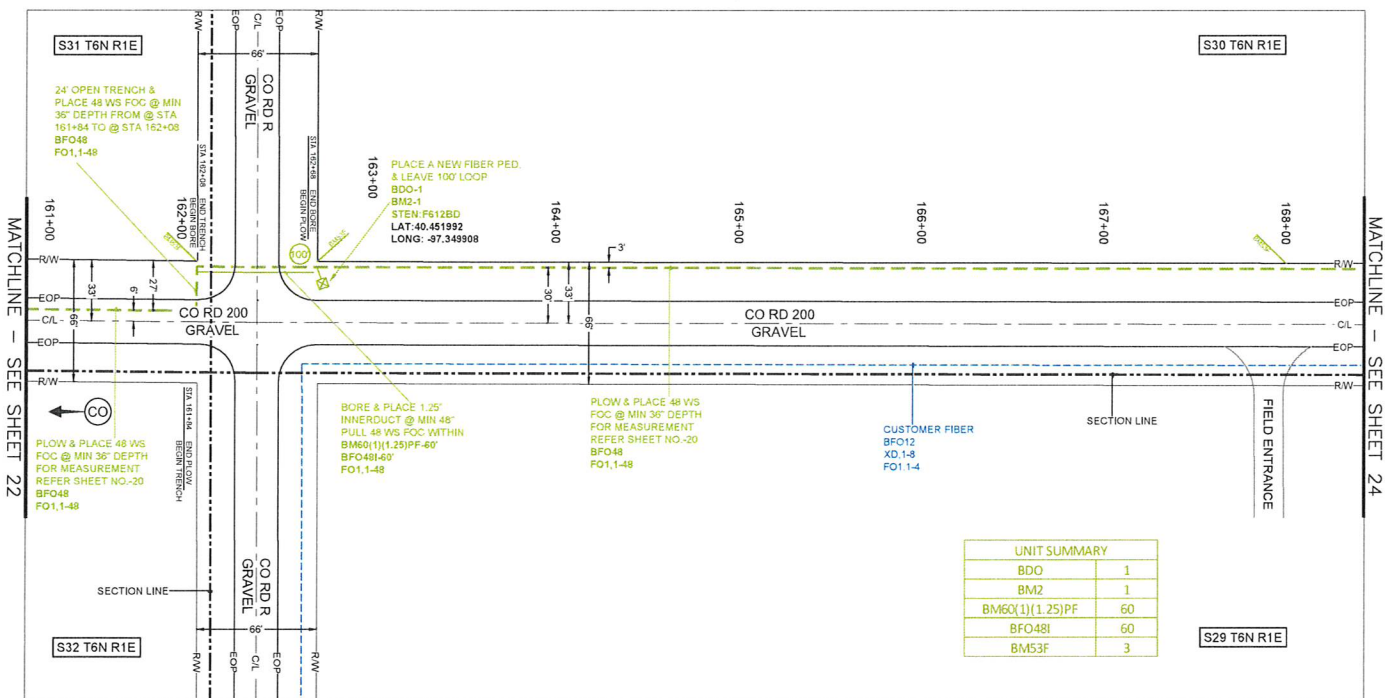 S31 T6N R1E
S30 T6N R1E
R/W
EOP
C/L
EOP
R/W
66'
CO RD R
GRAVEL
24' OPEN TRENCH &
PLACE 48 WS FOC @ MIN
36" DEPTH FROM @ STA
161+84 TO @ STA 162+08
BFO48
FO1,1-48
STA 162+08 END TRENCH
BEGIN BORE
STA 162+68 END BORE
BEGIN PLOW
PLACE A NEW FIBER PED.
& LEAVE 100' LOOP
BDO-1
BM2-1
STEN:F612BD
LAT:40.451992
LONG: -97.349908
161+00
162+00
163+00
164+00
165+00
166+00
167+00
168+00
MATCHLINE - SEE SHEET 22
MATCHLINE - SEE SHEET 24
100'
R/W
EOP
C/L
EOP
R/W
66'
33'
6'
27'
3'
30'
33'
66'
CO RD 200
GRAVEL
CO RD 200
GRAVEL
R/W
EOP
C/L
EOP
R/W
CO
STA 161+84 END PLOW
BEGIN TRENCH
PLOW & PLACE 48 WS
FOC @ MIN 36" DEPTH
FOR MEASUREMENT
REFER SHEET NO.-20
BFO48
FO1,1-48
BORE & PLACE 1.25"
INNERDUCT @ MIN 48"
PULL 48 WS FOC WITHIN
BM60(1)(1.25)PF-60'
BFO48I-60'
FO1,1-48
PLOW & PLACE 48 WS
FOC @ MIN 36" DEPTH
FOR MEASUREMENT
REFER SHEET NO.-20
BFO48
FO1,1-48
CUSTOMER FIBER
BFO12
XD,1-8
FO1,1-4
SECTION LINE
FIELD ENTRANCE
SECTION LINE
CO RD R
GRAVEL
66'
R/W
EOP
C/L
EOP
R/W
UNIT SUMMARY
BDO 1
BM2 1
BM60(1)(1.25)PF 60
BFO48I 60
BM53F 3
S32 T6N R1E
S29 T6N R1E